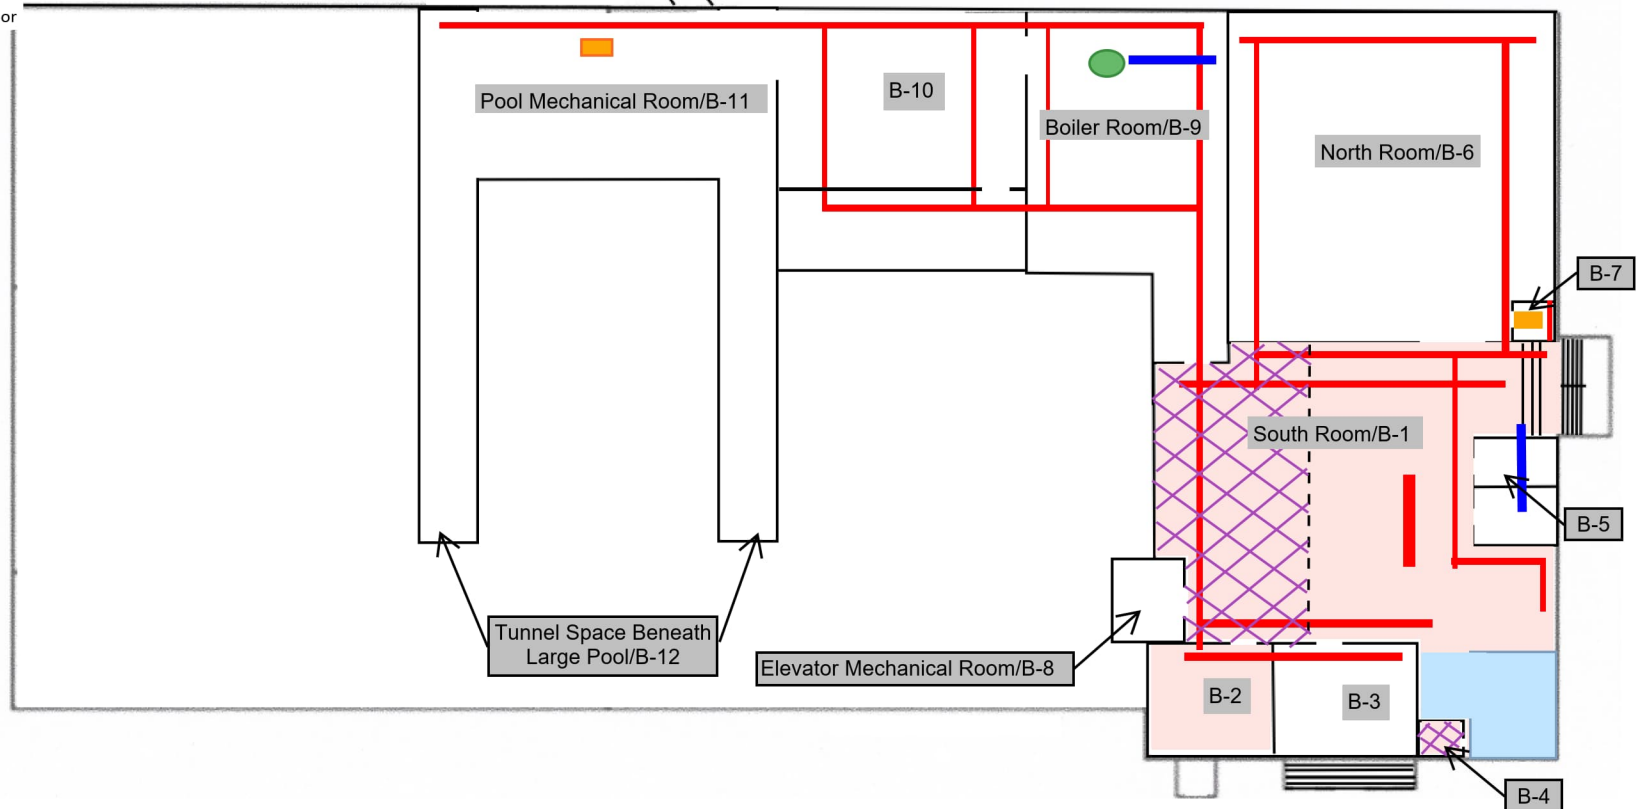 or
Pool Mechanical Room/B-11
B-10
Boiler Room/B-9
North Room/B-6
B-7
South Room/B-1
B-5
Tunnel Space Beneath
Large Pool/B-12
Elevator Mechanical Room/B-8
B-2
B-3
B-4